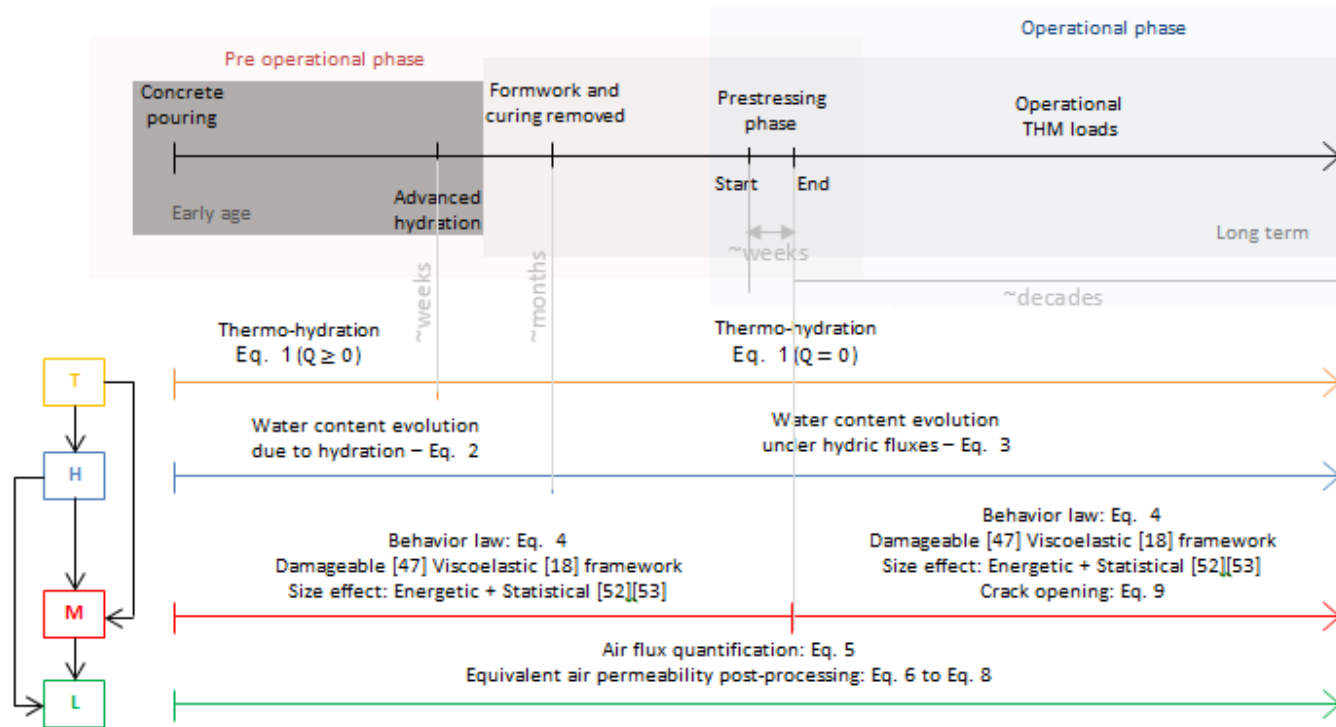 Operational phase
Pre operational phase
Concrete
pouring
Formwork and
curing removed
Prestressing
phase
Operational
THM loads
Early age
Advanced
hydration
Start
End
Long term
~weeks
~weeks
~months
~decades
Thermo-hydration
Eq. 1 (Q ≥ 0)
Thermo-hydration
Eq. 1 (Q = 0)
T
Water content evolution
due to hydration – Eq. 2
Water content evolution
under hydric fluxes – Eq. 3
H
Behavior law: Eq. 4
Damageable [47] Viscoelastic [18] framework
Size effect: Energetic + Statistical [52][53]
Behavior law: Eq. 4
Damageable [47] Viscoelastic [18] framework
Size effect: Energetic + Statistical [52][53]
Crack opening: Eq. 9
M
Air flux quantification: Eq. 5
Equivalent air permeability post-processing: Eq. 6 to Eq. 8
L